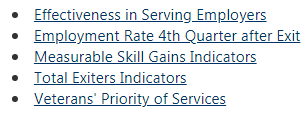 Effectiveness in Serving Employers
Employment Rate 4th Quarter after Exit
Measurable Skill Gains Indicators
Total Exiters Indicators
Veterans' Priority of Services